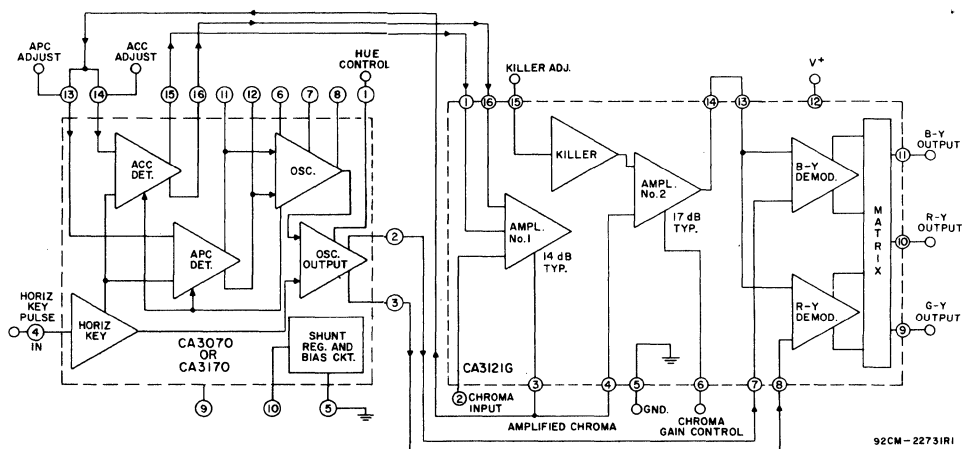 APC
ADJUST
ACC
ADJUST
HUE
CONTROL
KILLER ADJ.
V+
13
14
15
16
11
12
6
7
8
1
1
16
15
14
13
12
ACC
DET.
OSC.
KILLER
AMPL.
No.2
17 dB
TYP.
B-Y
DEMOD.
B-Y
OUTPUT
11
APC
DET.
OSC.
OUTPUT
2
3
AMPL.
No.1
14 dB
TYP.
MATRIX
R-Y
OUTPUT
10
HORIZ
KEY
PULSE
4
IN
HORIZ
KEY
CA3070
OR
CA3170
SHUNT
REG. AND
BIAS CKT.
R-Y
DEMOD.
G-Y
OUTPUT
9
CA3121G
9
10
5
2
CHROMA
INPUT
3
4
5
GND.
6
CHROMA
GAIN CONTROL
7
8
AMPLIFIED CHROMA
92CM-22731R1